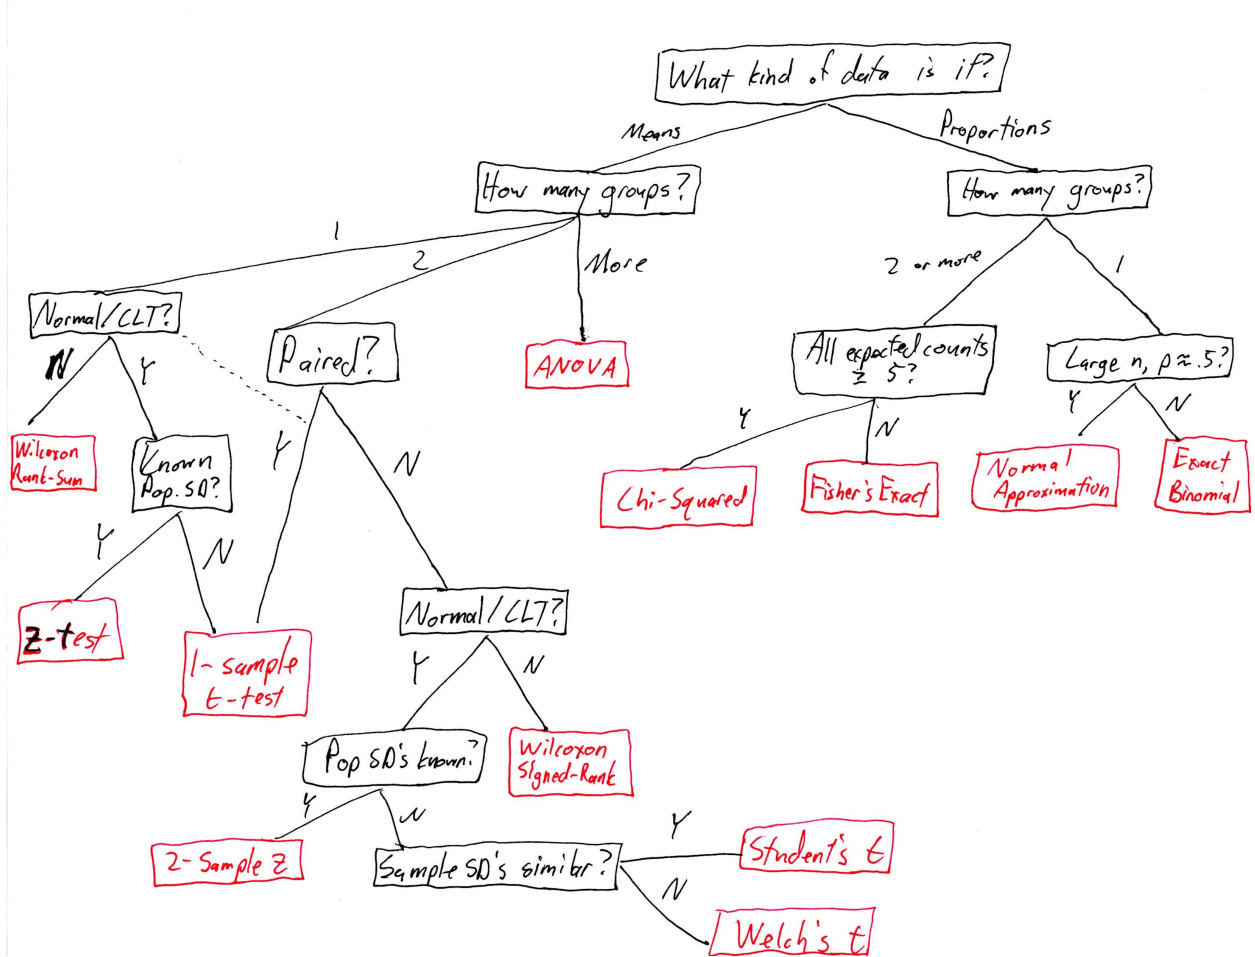 What kind of data is it?
Means
Proportions
How many groups?
How many groups?
1
2
More
2 or more
1
Normal/CLT?
Paired?
ANOVA
All expected counts
≥ 5?
Large n, p≈.5?
N
Y
Y
N
Y
N
Y
N
Wilcoxon
Rank-Sum
Known
Pop. SD?
Chi-Squared
Fisher's Exact
Normal
Approximation
Exact
Binomial
Y
N
z-test
1-sample
t-test
Normal/CLT?
Y
N
Pop SD's known?
Wilcoxon
Signed-Rank
Y
N
2-Sample z
Sample SD's similar?
Y
N
Student's t
Welch's t